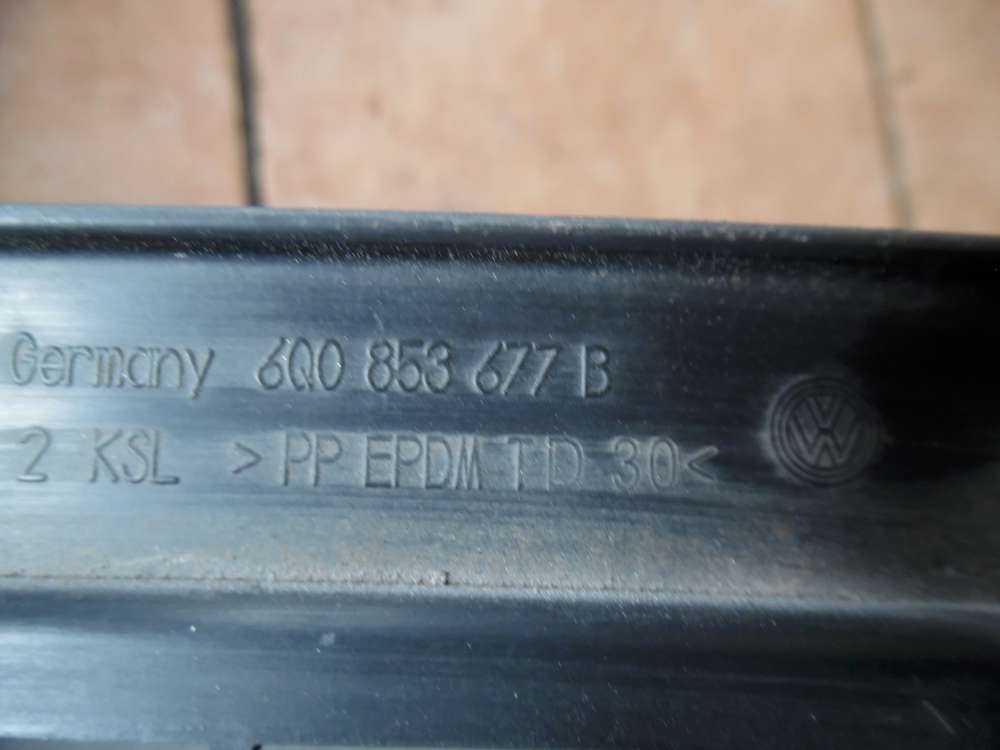 Germany 6Q0 853 677 B
2 KSL >PP EPDM TD 30<